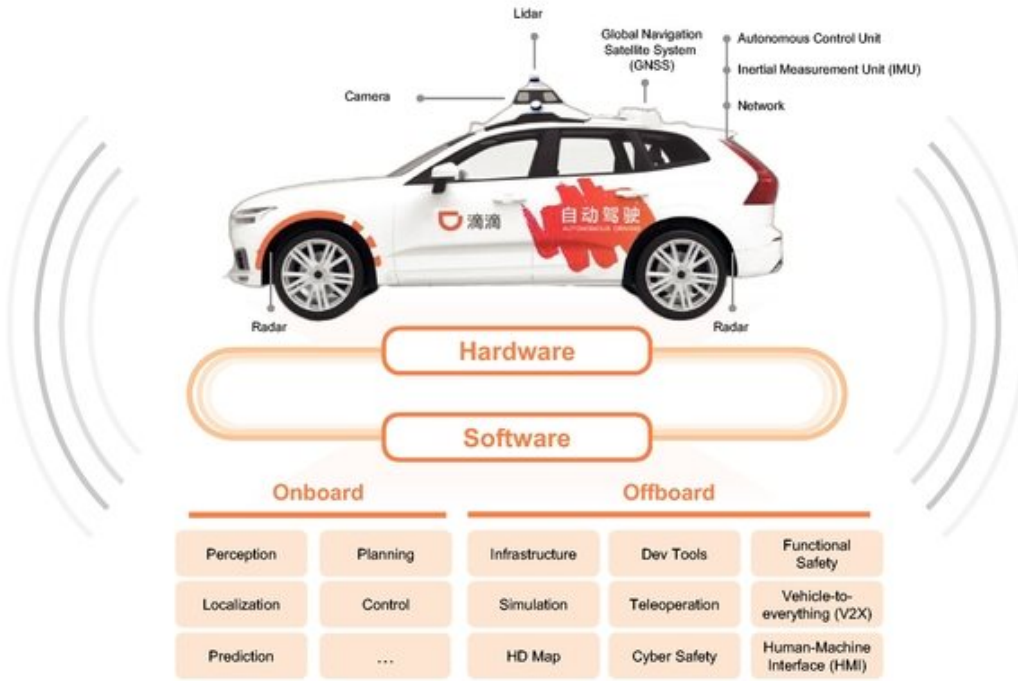 Lidar
Global Navigation
Satellite System
(GNSS)
Autonomous Control Unit
Inertial Measurement Unit (IMU)
Camera
Network
滴滴
自动驾驶
AUTONOMOUS DRIVING
Radar
Radar
Hardware
Software
Onboard
Offboard
Perception
Planning
Infrastructure
Dev Tools
Functional
Safety
Localization
Control
Simulation
Teleoperation
Vehicle-to-
everything (V2X)
Prediction
...
HD Map
Cyber Safety
Human-Machine
Interface (HMI)